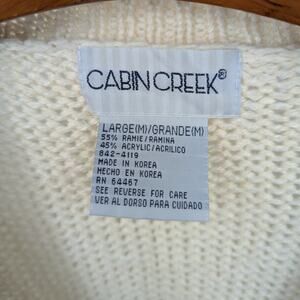 CABIN CREEK®
LARGE(M)/GRANDE(M)
55% RAMIE/RAMINA
45% ACRYLIC/ACRILICO
842-4119
MADE IN KOREA
HECHO EN KOREA
RN 64467
SEE REVERSE FOR CARE
VER AL DORSO PARA CUIDADO